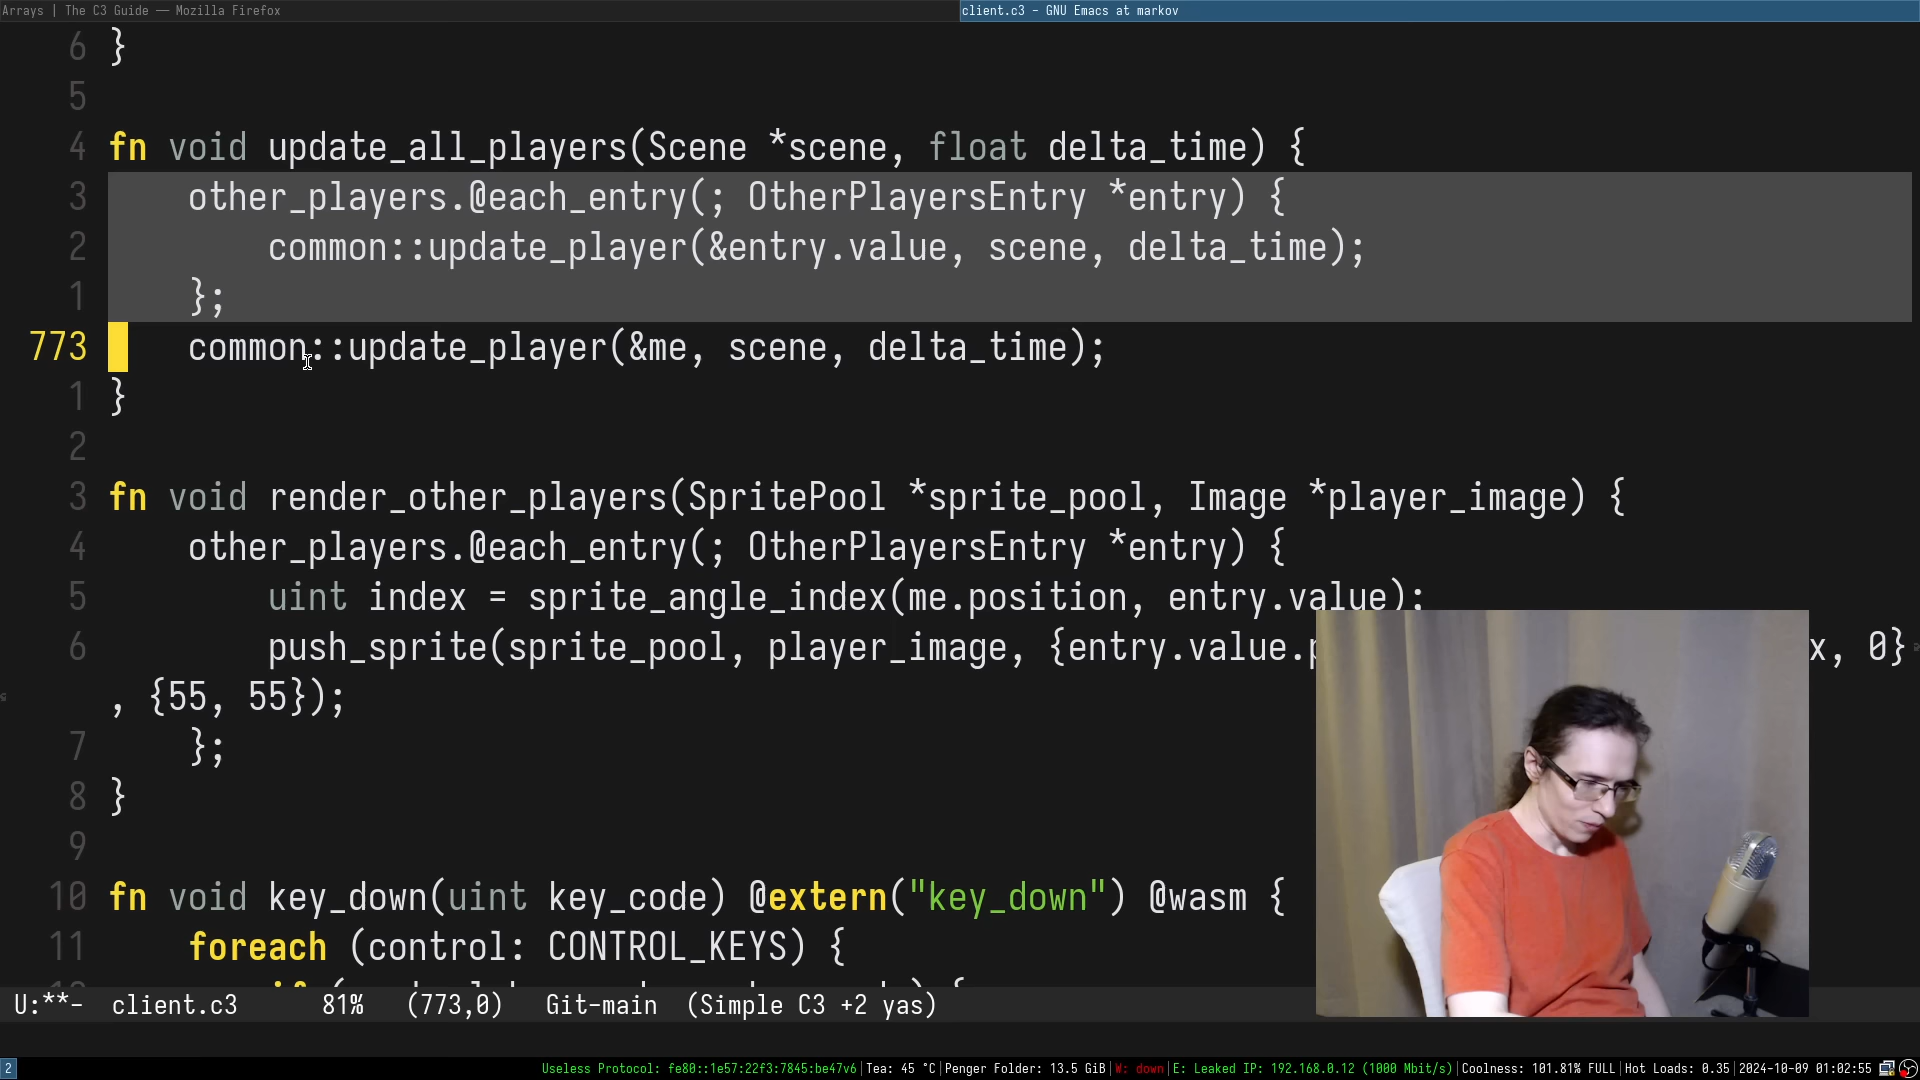 Arrays | The C3 Guide — Mozilla Firefox
client.c3 - GNU Emacs at markov
6 }
5
4 fn void update_all_players(Scene *scene, float delta_time) {
3     other_players.@each_entry(; OtherPlayersEntry *entry) {
2         common::update_player(&entry.value, scene, delta_time);
1     };
773     common::update_player(&me, scene, delta_time);
1 }
2
3 fn void render_other_players(SpritePool *sprite_pool, Image *player_image) {
4     other_players.@each_entry(; OtherPlayersEntry *entry) {
5         uint index = sprite_angle_index(me.position, entry.value);
6         push_sprite(sprite_pool, player_image, {entry.value.p x, 0}
, {55, 55});
7     };
8 }
9
10 fn void key_down(uint key_code) @extern("key_down") @wasm {
11     foreach (control: CONTROL_KEYS) {
U:**- client.c3 81% (773,0) Git-main (Simple C3 +2 yas)
2 Useless Protocol: fe80::1e57:22f3:7845:be47v6|Tea: 45 °C|Penger Folder: 13.5 GiB|W: down|E: Leaked IP: 192.168.0.12 (1000 Mbit/s)|Coolness: 101.81% FULL|Hot Loads: 0.35|2024-10-09 01:02:55